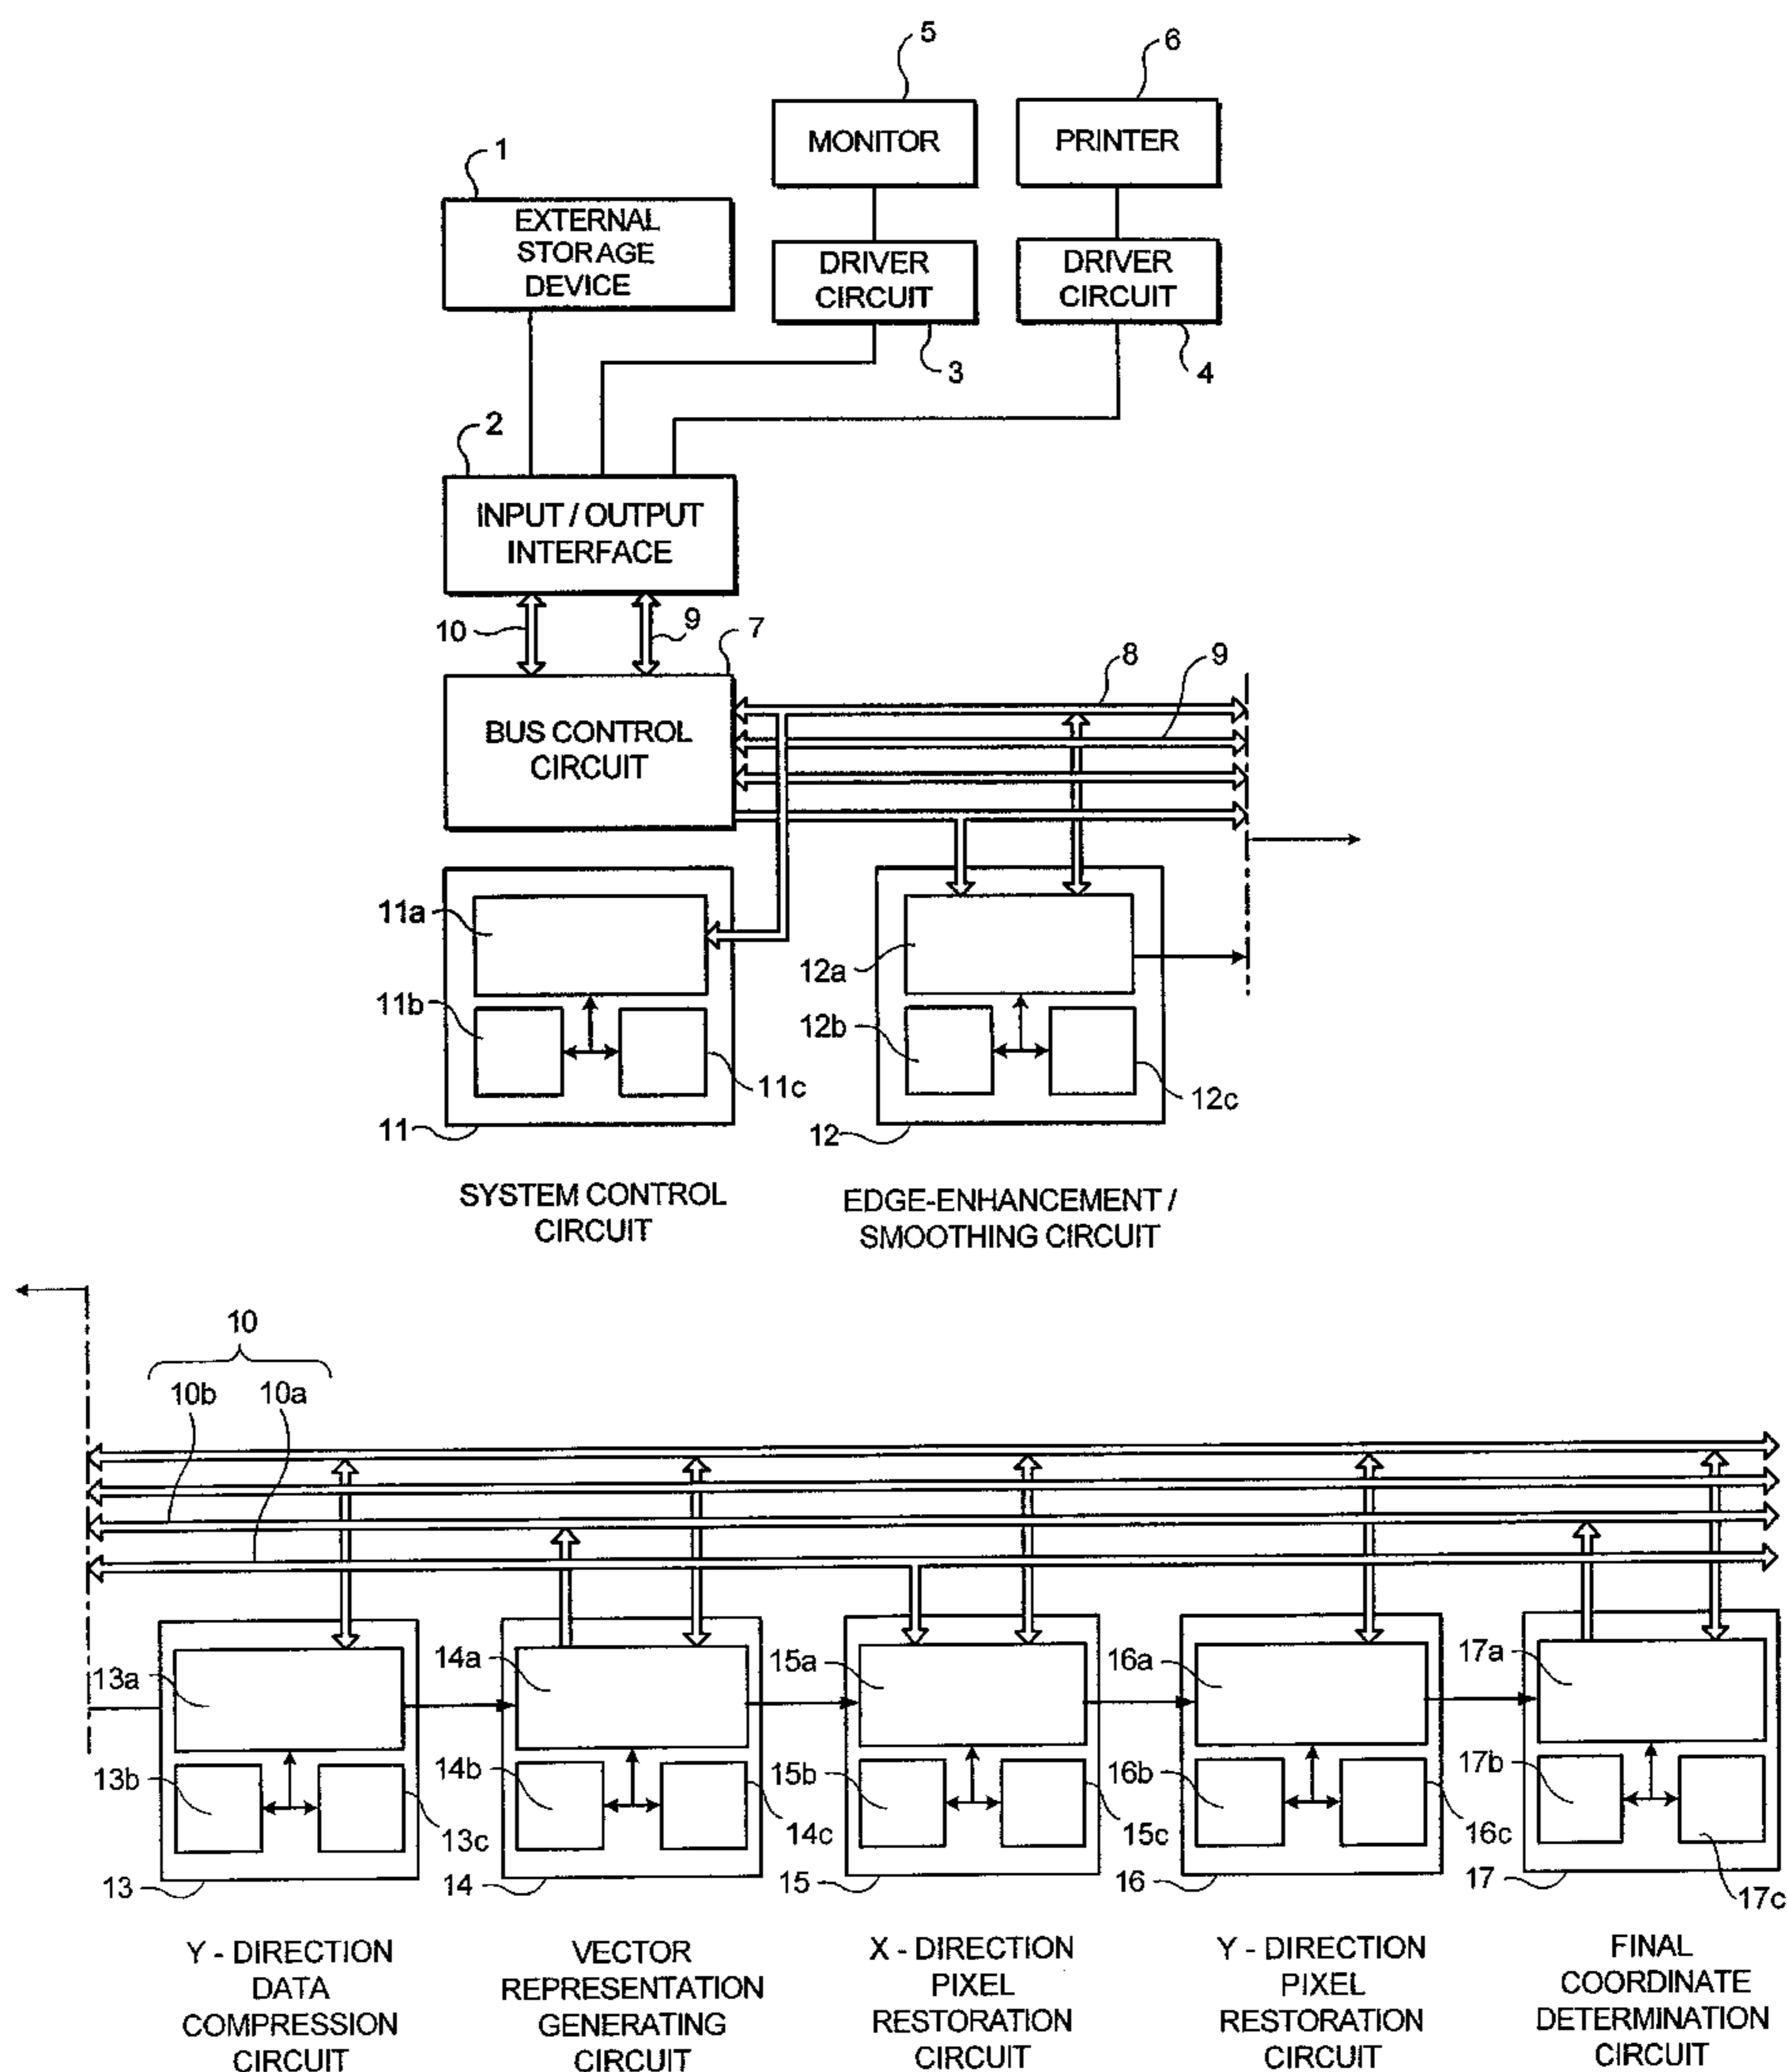 5
6
MONITOR
PRINTER
1
EXTERNAL
STORAGE
DEVICE
DRIVER
CIRCUIT
DRIVER
CIRCUIT
3
4
2
INPUT / OUTPUT
INTERFACE
10
9
7
8
9
BUS CONTROL
CIRCUIT
11a
12a
11b
12b
11c
12c
11
12
SYSTEM CONTROL
CIRCUIT
EDGE-ENHANCEMENT /
SMOOTHING CIRCUIT
10
10b
10a
13a
14a
15a
16a
17a
13b
14b
15b
16b
17b
13c
14c
15c
16c
17c
13
14
15
16
17
Y - DIRECTION
DATA
COMPRESSION
CIRCUIT
VECTOR
REPRESENTATION
GENERATING
CIRCUIT
X - DIRECTION
PIXEL
RESTORATION
CIRCUIT
Y - DIRECTION
PIXEL
RESTORATION
CIRCUIT
FINAL
COORDINATE
DETERMINATION
CIRCUIT